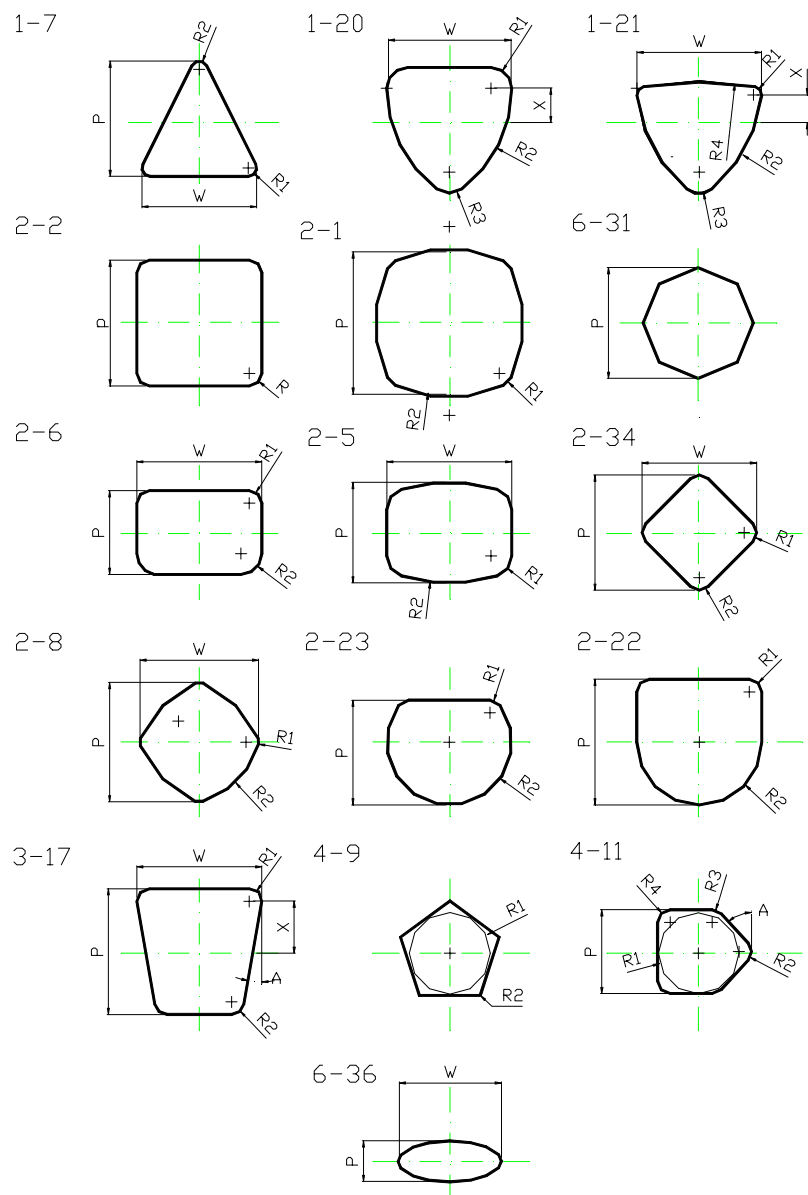 1-7 1-20 1-21
R2 W R1 W R1
P X X
R1 R2 R4 R2
W R3 R3
2-2 2-1 6-31
P P P
R R2 R1
2-6 2-5 2-34
W R1 W W
P P P R1
R2 R2 R1 R2
2-8 2-23 2-22
W R1 R1
P R1 P P
R2 R2 R2
3-17 4-9 4-11
W R1 R1 R4 R3 A
P X P
A R2 R1 R2
R2
6-36
W
P